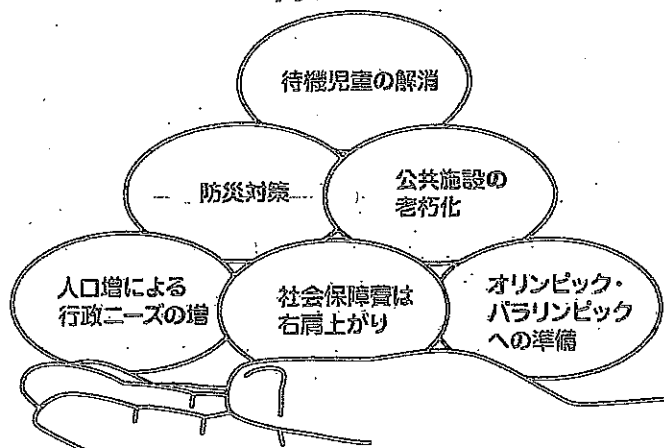 待機児童の解消
防災対策
公共施設の
老朽化
人口増による
行政ニーズの増
社会保障費は
右肩上がり
オリンピック・
パラリンピック
への準備